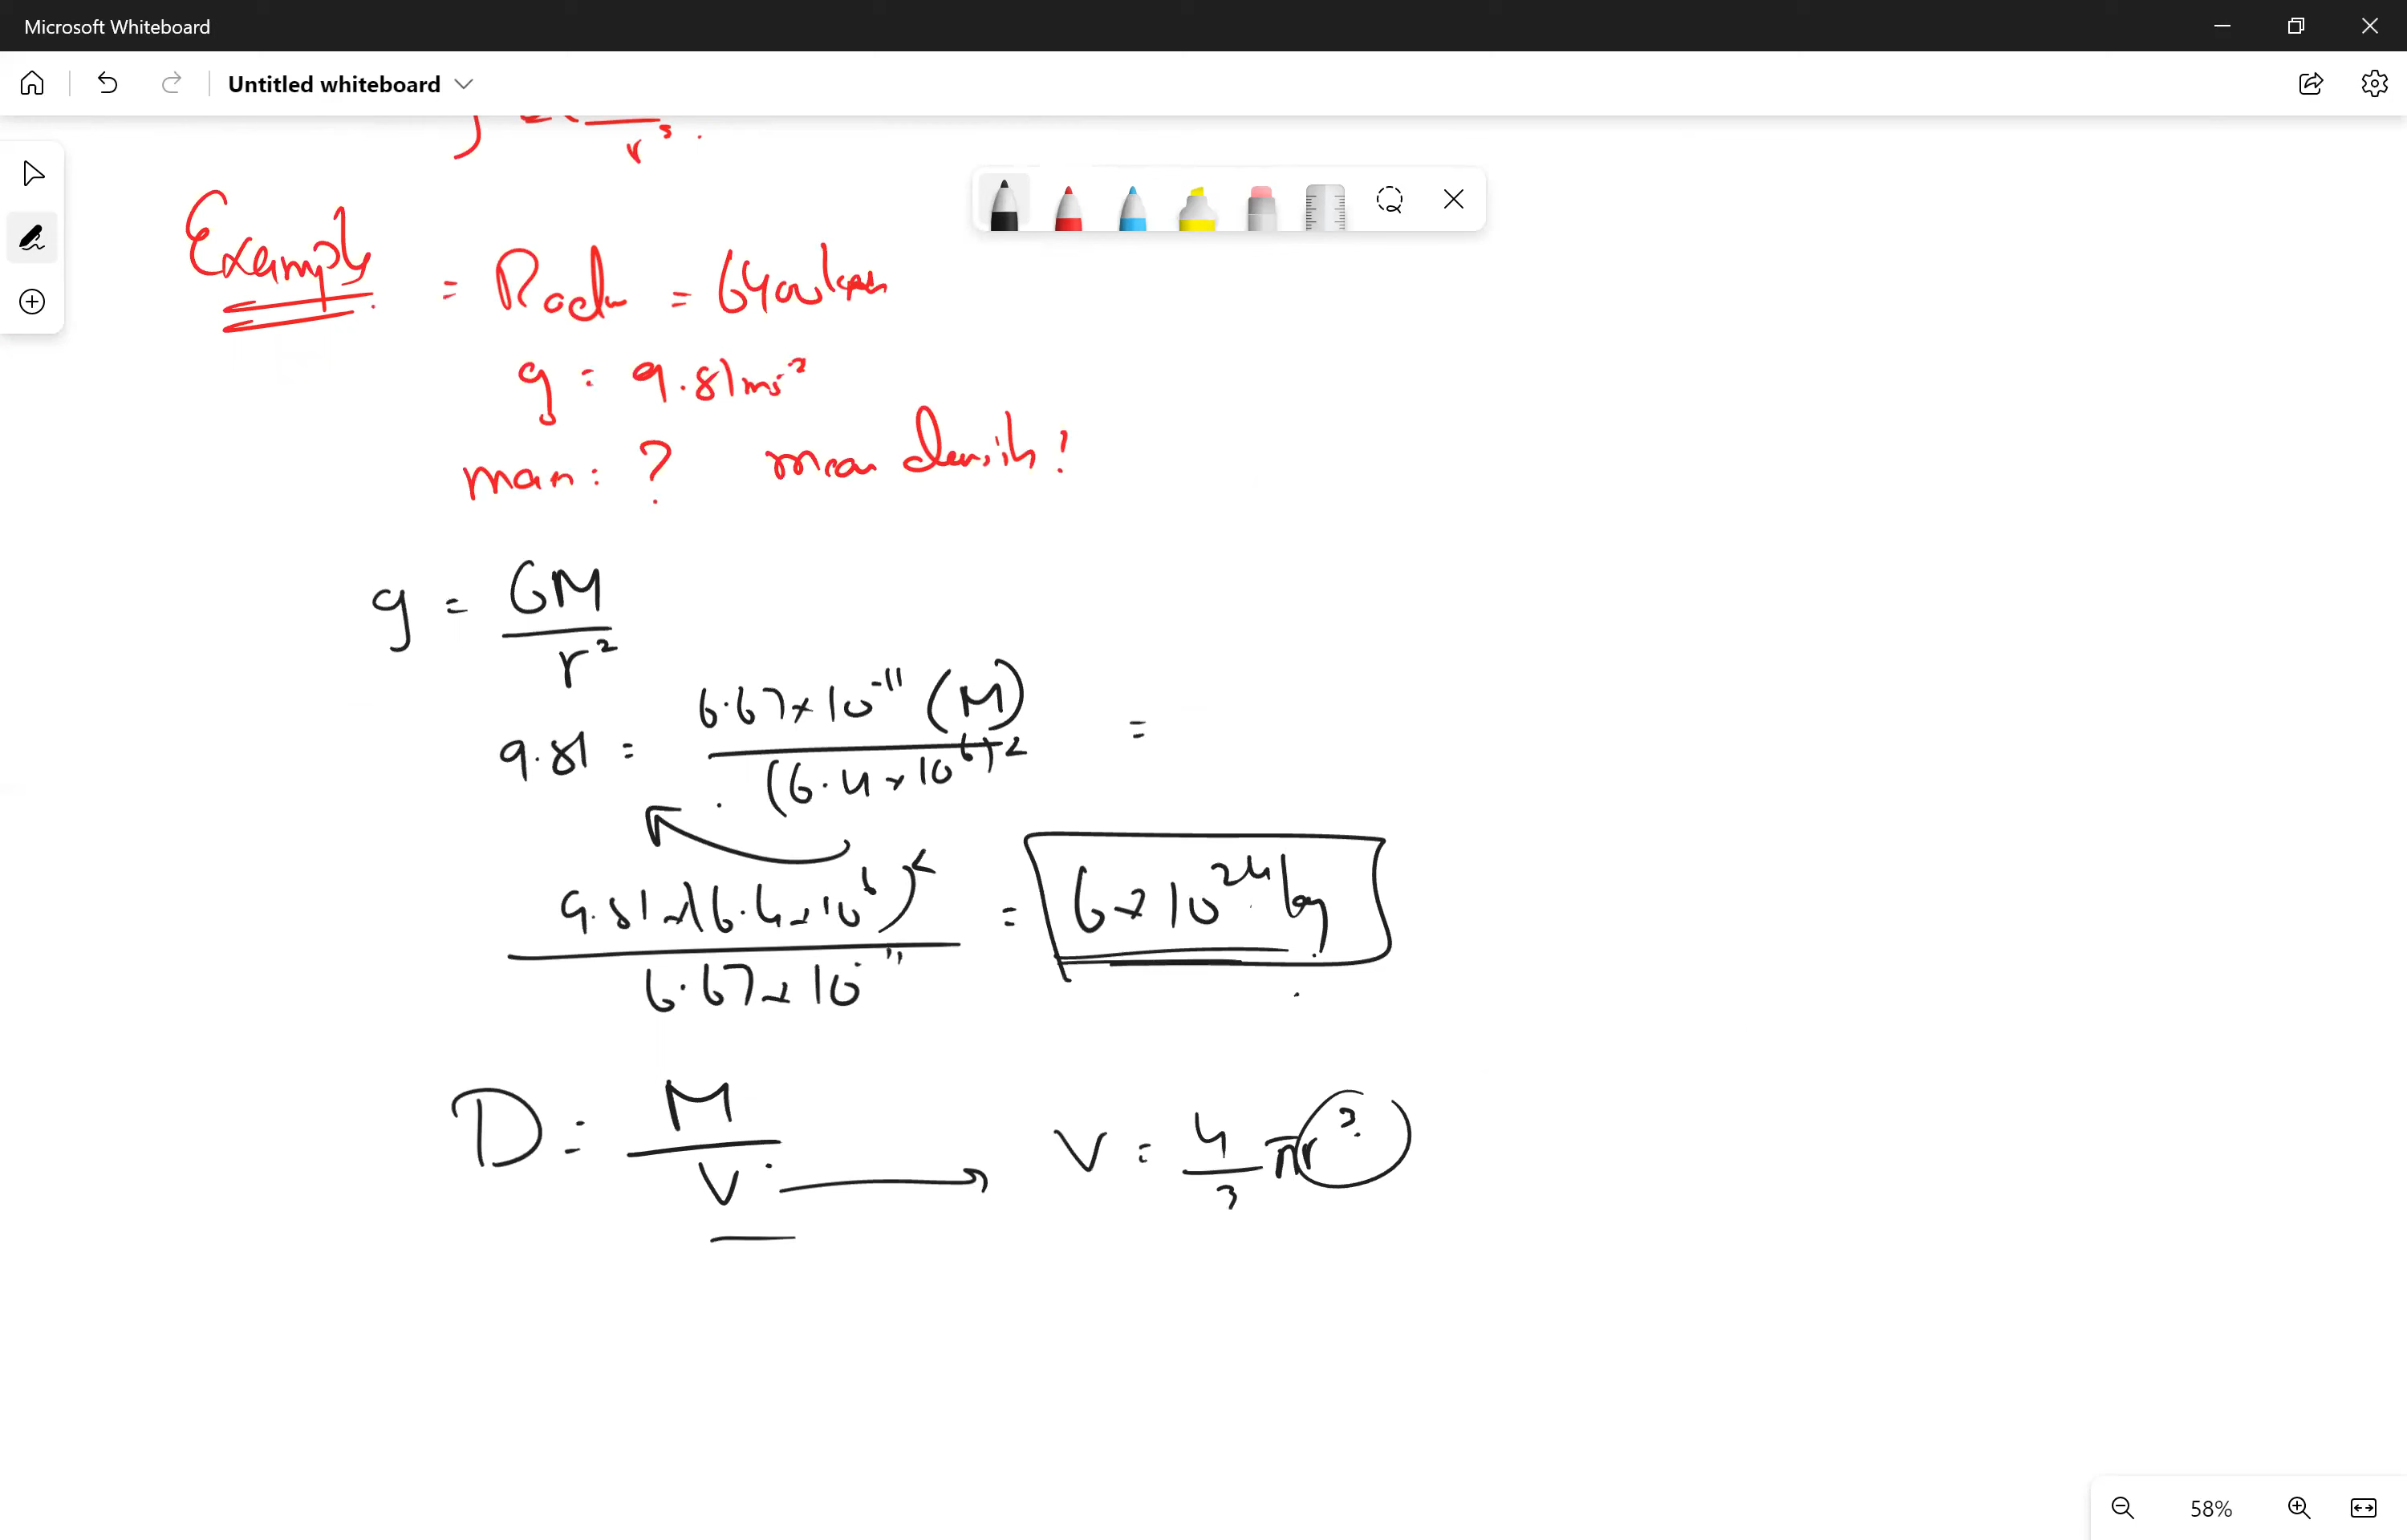 Microsoft Whiteboard
Untitled whiteboard
r
Example = = 6400km
g = 9.81ms⁻²
mass: ? mean density?
g = GM / r²
9.81 = 6.67×10⁻¹¹ (M) / (6.4×10⁶)² =
9.81×(6.4×10⁶)² / 6.67×10⁻¹¹ = 6×10²⁴kg
D = M / V → V = 4/3 πr³
58%